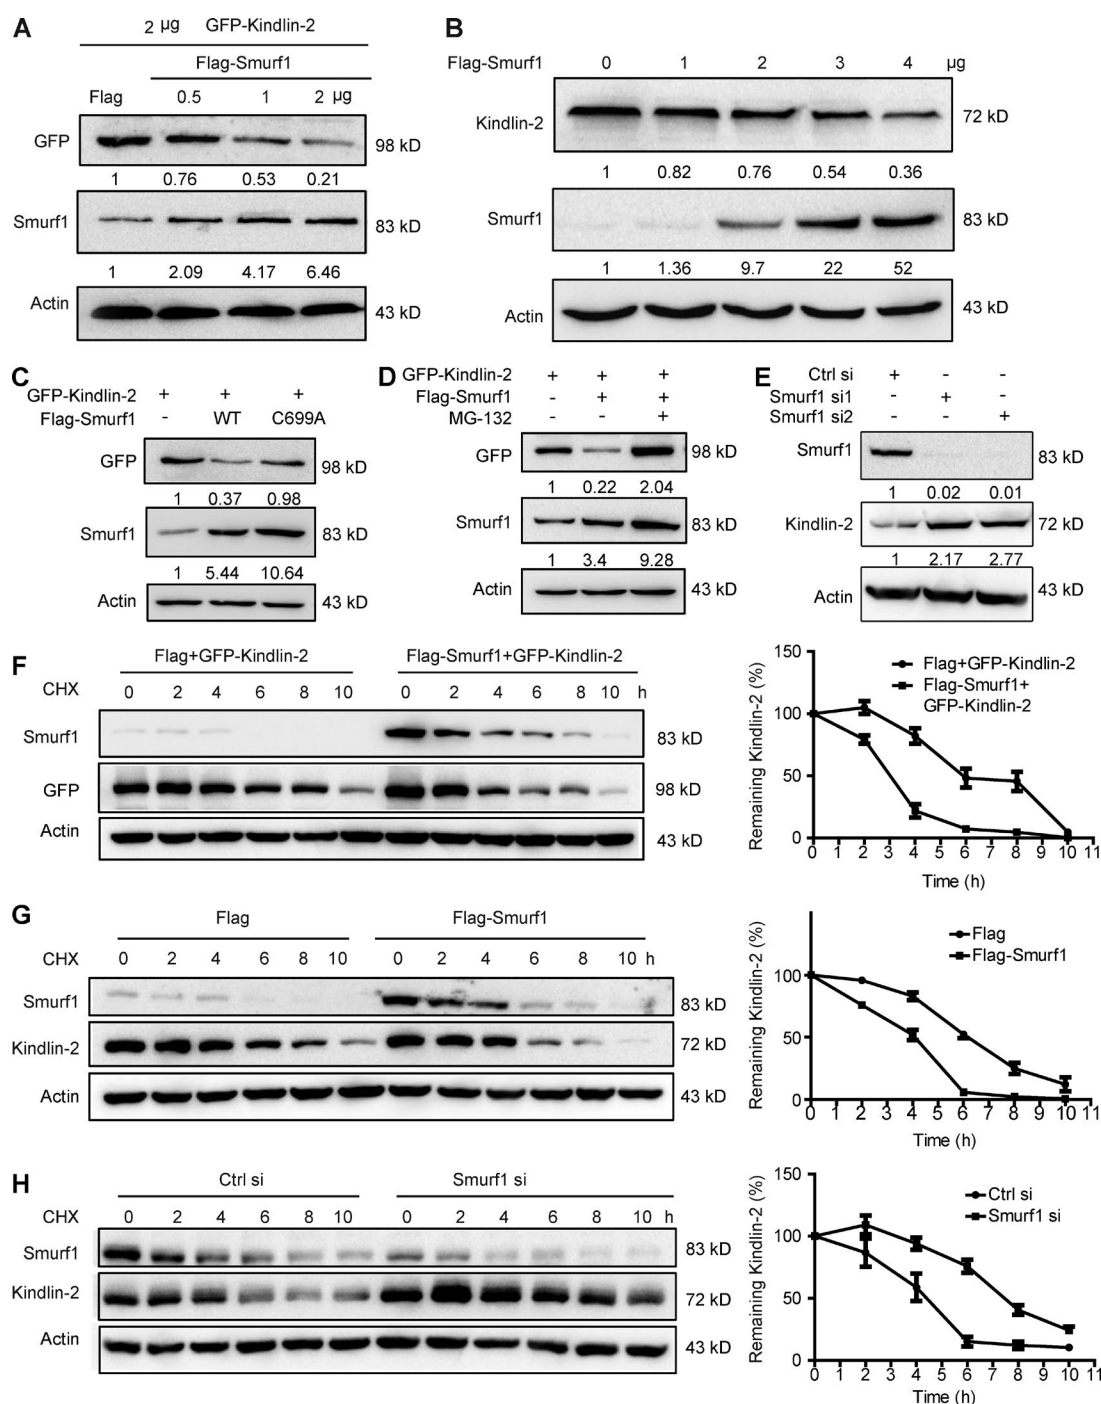 A
2 µg GFP-Kindlin-2
Flag-Smurf1
Flag 0.5 1 2 µg
GFP 98 kD
1 0.76 0.53 0.21
Smurf1 83 kD
1 2.09 4.17 6.46
Actin 43 kD
B
Flag-Smurf1 0 1 2 3 4 µg
Kindlin-2 72 kD
1 0.82 0.76 0.54 0.36
Smurf1 83 kD
1 1.36 9.7 22 52
Actin 43 kD
C
GFP-Kindlin-2 + + +
Flag-Smurf1 - WT C699A
GFP 98 kD
1 0.37 0.98
Smurf1 83 kD
1 5.44 10.64
Actin 43 kD
D
GFP-Kindlin-2 + + +
Flag-Smurf1 - + +
MG-132 - - +
GFP 98 kD
1 0.22 2.04
Smurf1 83 kD
1 3.4 9.28
Actin 43 kD
E
Ctrl si + - -
Smurf1 si1 - + -
Smurf1 si2 - - +
Smurf1 83 kD
1 0.02 0.01
Kindlin-2 72 kD
1 2.17 2.77
Actin 43 kD
F
Flag+GFP-Kindlin-2 Flag-Smurf1+GFP-Kindlin-2
CHX 0 2 4 6 8 10 0 2 4 6 8 10 h
Smurf1 83 kD
GFP 98 kD
Actin 43 kD
Remaining Kindlin-2 (%)
150
100
50
0
Flag+GFP-Kindlin-2
Flag-Smurf1+
GFP-Kindlin-2
0 1 2 3 4 5 6 7 8 9 10 11
Time (h)
G
Flag Flag-Smurf1
CHX 0 2 4 6 8 10 0 2 4 6 8 10 h
Smurf1 83 kD
Kindlin-2 72 kD
Actin 43 kD
Remaining Kindlin-2 (%)
100
50
0
Flag
Flag-Smurf1
0 1 2 3 4 5 6 7 8 9 10 11
Time (h)
H
Ctrl si Smurf1 si
CHX 0 2 4 6 8 10 0 2 4 6 8 10 h
Smurf1 83 kD
Kindlin-2 72 kD
Actin 43 kD
Remaining Kindlin-2 (%)
150
100
50
0
Ctrl si
Smurf1 si
0 1 2 3 4 5 6 7 8 9 10 11
Time (h)